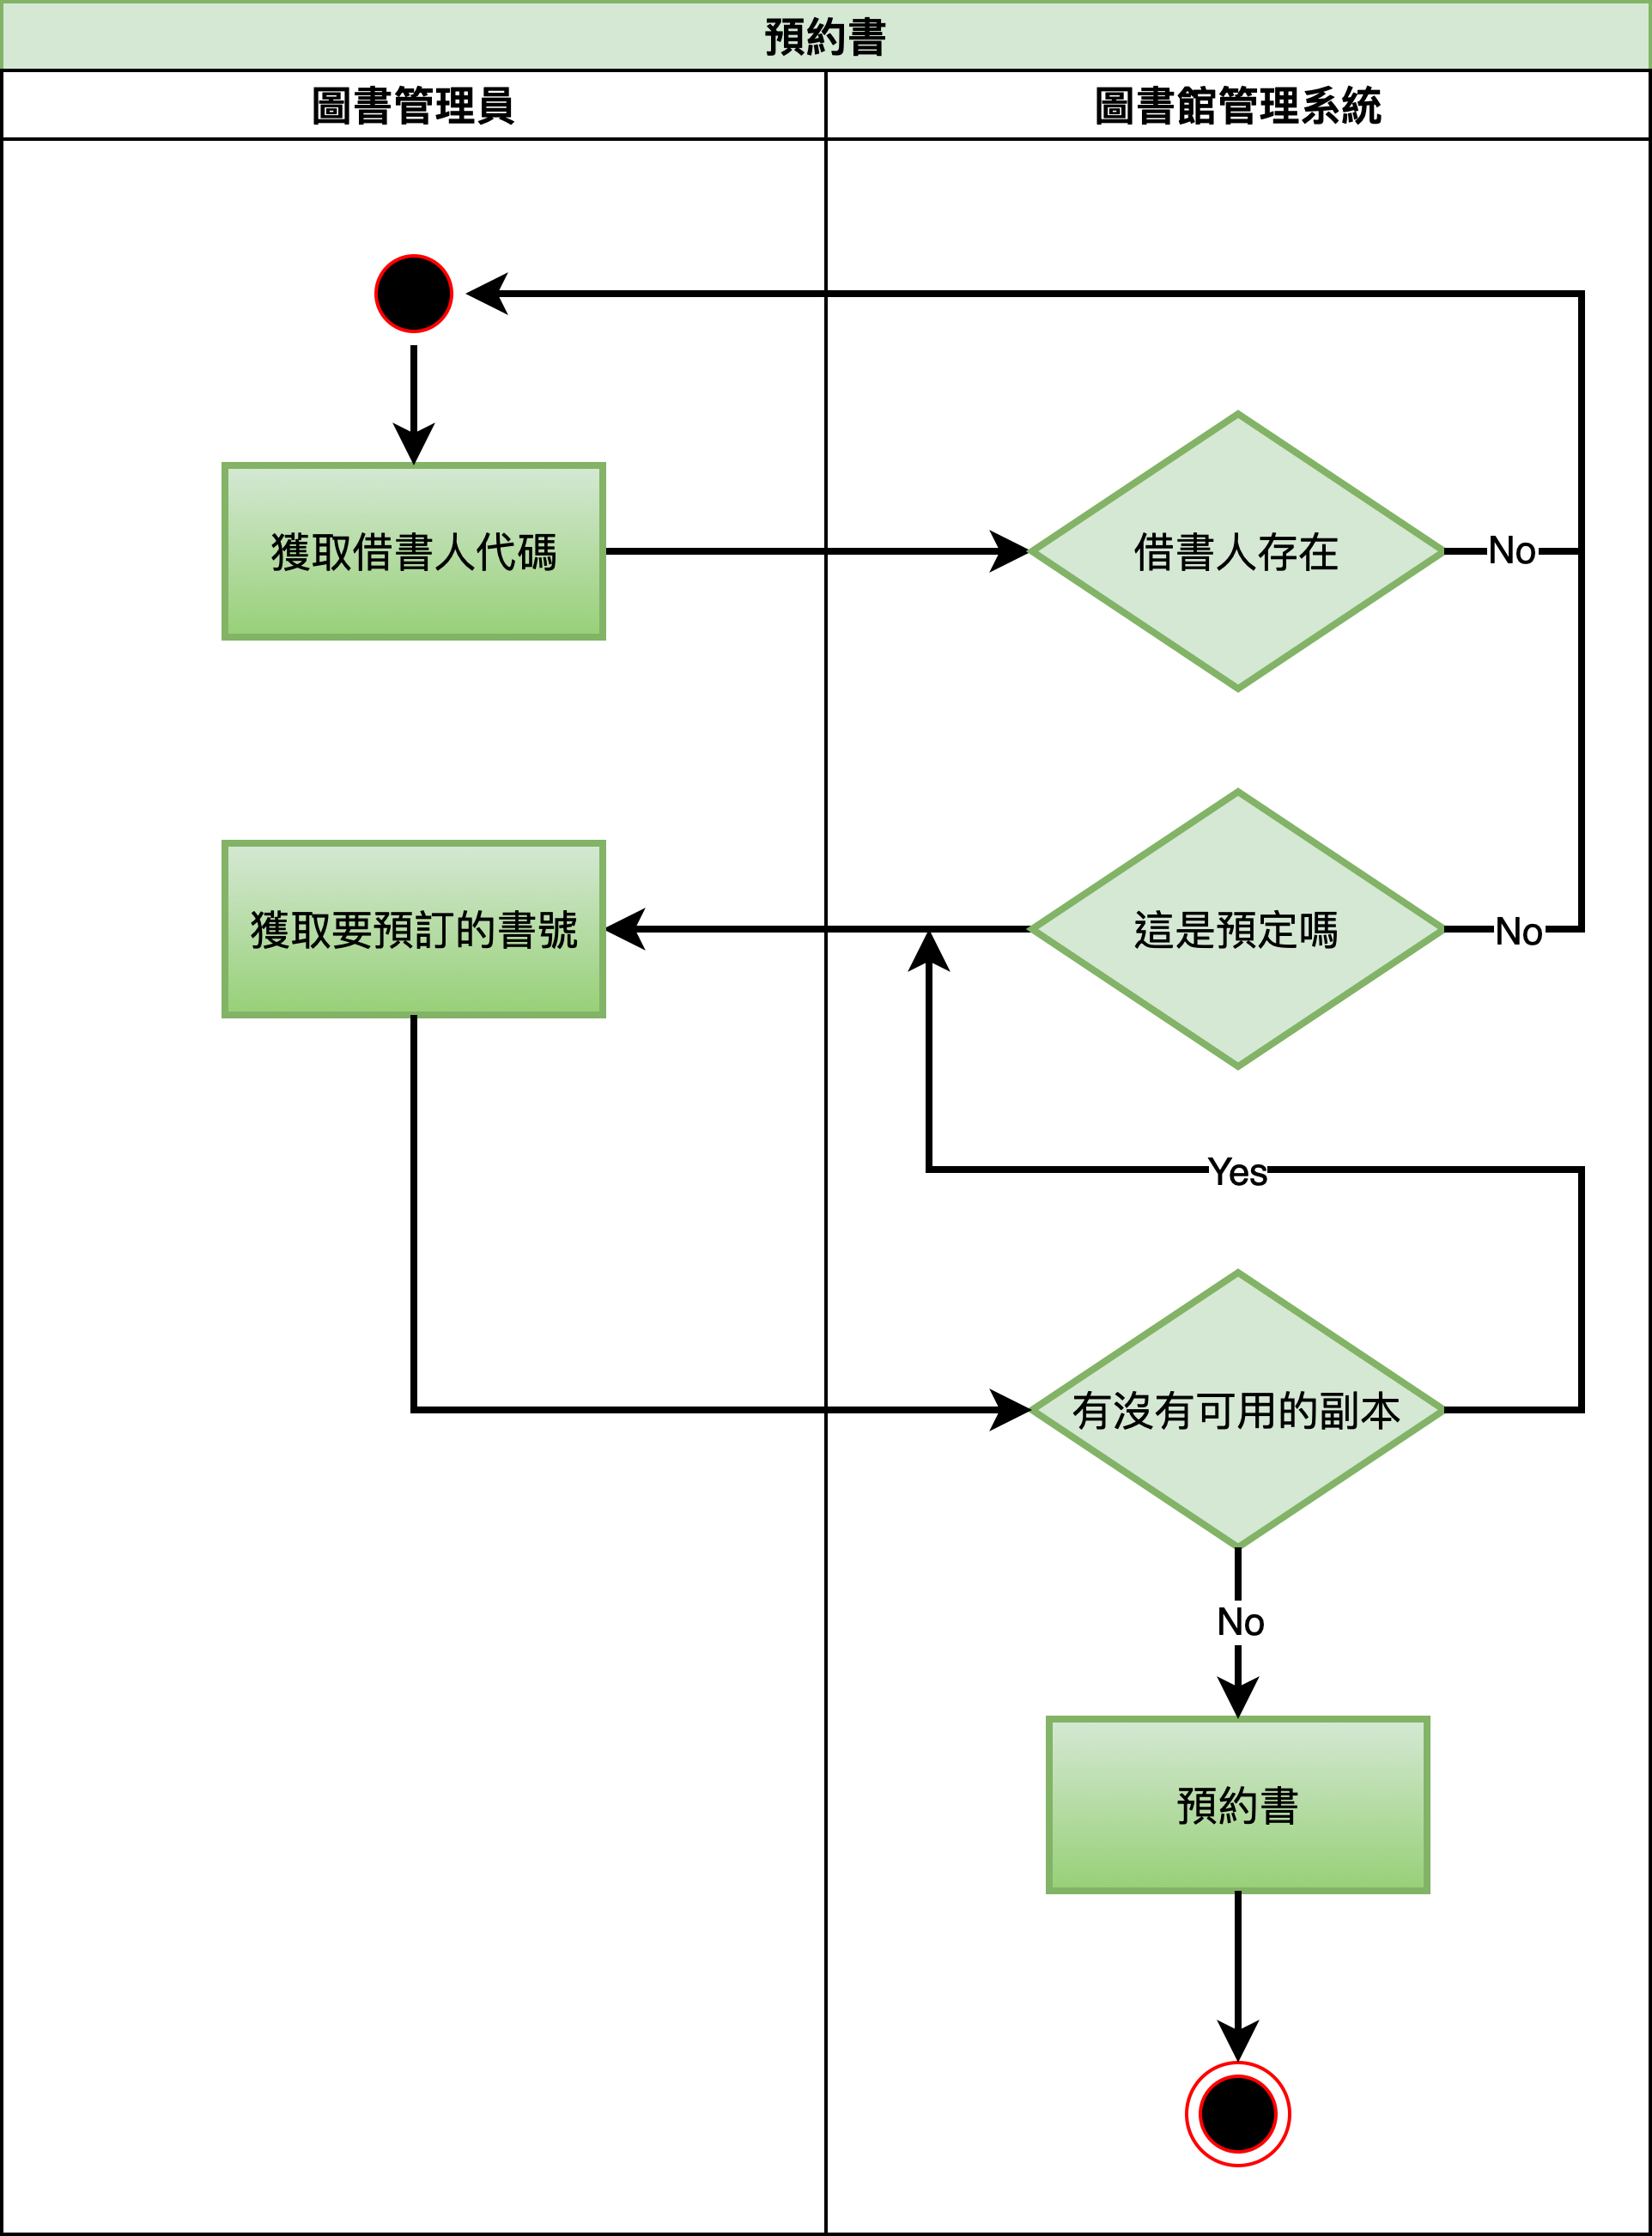 預約書
圖書管理員
圖書館管理系統
獲取借書人代碼
借書人存在
No
獲取要預訂的書號
這是預定嗎
No
Yes
有沒有可用的副本
No
預約書